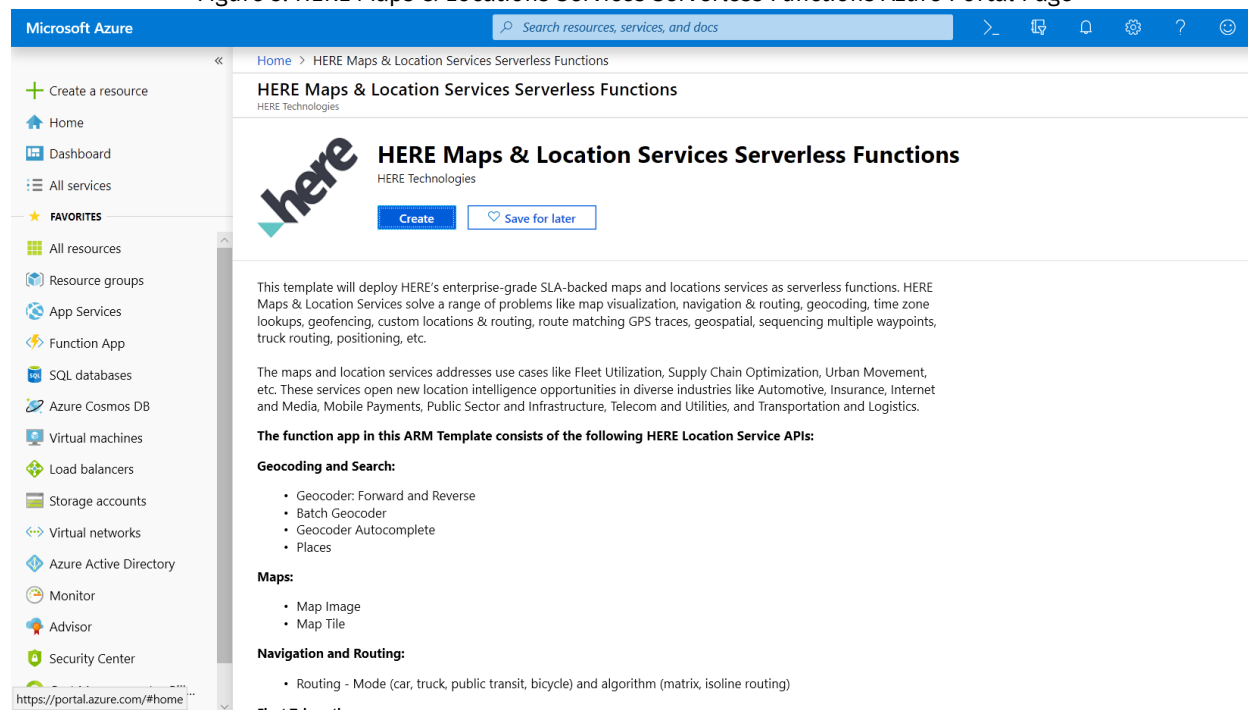 Microsoft Azure
Search resources, services, and docs
Home > HERE Maps & Location Services Serverless Functions
Create a resource
Home
Dashboard
All services
FAVORITES
All resources
Resource groups
App Services
Function App
SQL databases
Azure Cosmos DB
Virtual machines
Load balancers
Storage accounts
Virtual networks
Azure Active Directory
Monitor
Advisor
Security Center
https://portal.azure.com/#home
HERE Maps & Location Services Serverless Functions
HERE Technologies
here
HERE Maps & Location Services Serverless Functions
HERE Technologies
Create
Save for later
This template will deploy HERE's enterprise-grade SLA-backed maps and locations services as serverless functions. HERE
Maps & Location Services solve a range of problems like map visualization, navigation & routing, geocoding, time zone
lookups, geofencing, custom locations & routing, route matching GPS traces, geospatial, sequencing multiple waypoints,
truck routing, positioning, etc.
The maps and location services addresses use cases like Fleet Utilization, Supply Chain Optimization, Urban Movement,
etc. These services open new location intelligence opportunities in diverse industries like Automotive, Insurance, Internet
and Media, Mobile Payments, Public Sector and Infrastructure, Telecom and Utilities, and Transportation and Logistics.
The function app in this ARM Template consists of the following HERE Location Service APIs:
Geocoding and Search:
• Geocoder: Forward and Reverse
• Batch Geocoder
• Geocoder Autocomplete
• Places
Maps:
• Map Image
• Map Tile
Navigation and Routing:
• Routing - Mode (car, truck, public transit, bicycle) and algorithm (matrix, isoline routing)